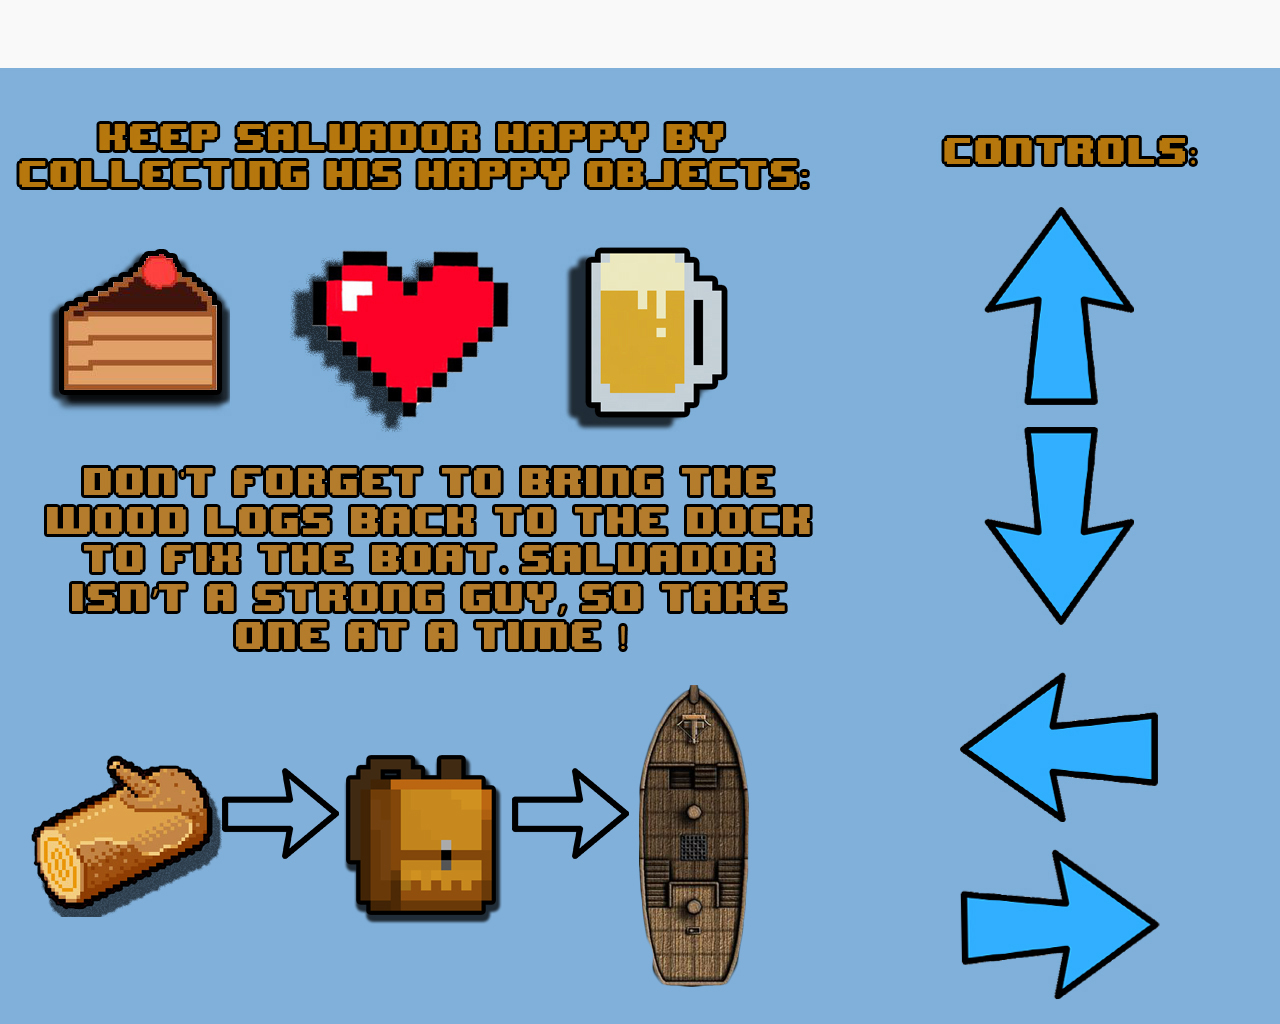 KEEP SALVADOR HAPPY BY
COLLECTING HIS HAPPY OBJECTS:
CONTROLS:
DON'T FORGET TO BRING THE
WOOD LOGS BACK TO THE DOCK
TO FIX THE BOAT. SALVADOR
ISN'T A STRONG GUY, SO TAKE
ONE AT A TIME !